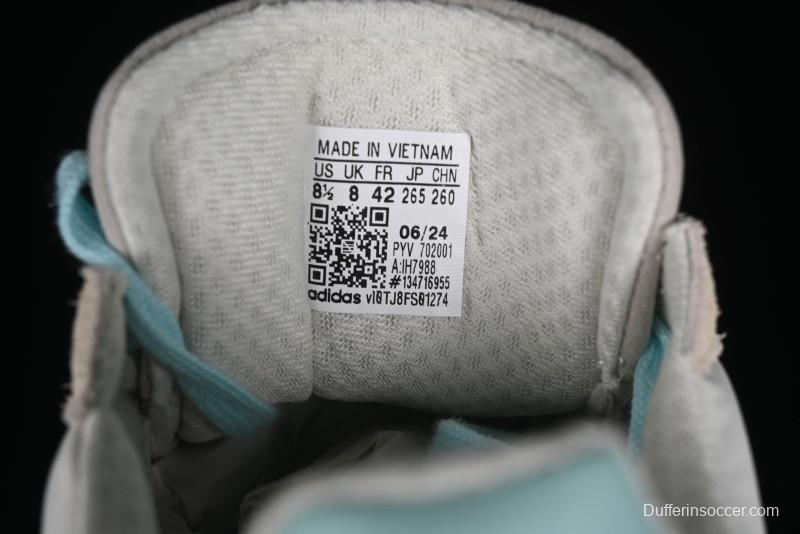 MADE IN VIETNAM
US UK FR JP CHN
8½ 8 42 265 260
06/24
PYV 702001
A:IH7988
#134716955
adidas vl0TJ8FS01274
Dufferinsoccer.com